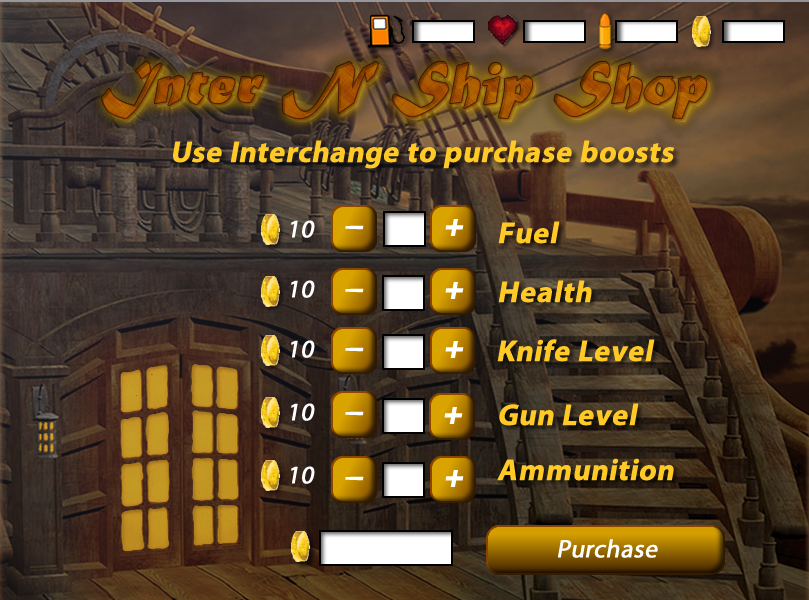 Inter N Ship Shop
Use Interchange to purchase boosts
10 − + Fuel
10 − + Health
10 − + Knife Level
10 − + Gun Level
10 − + Ammunition
Purchase